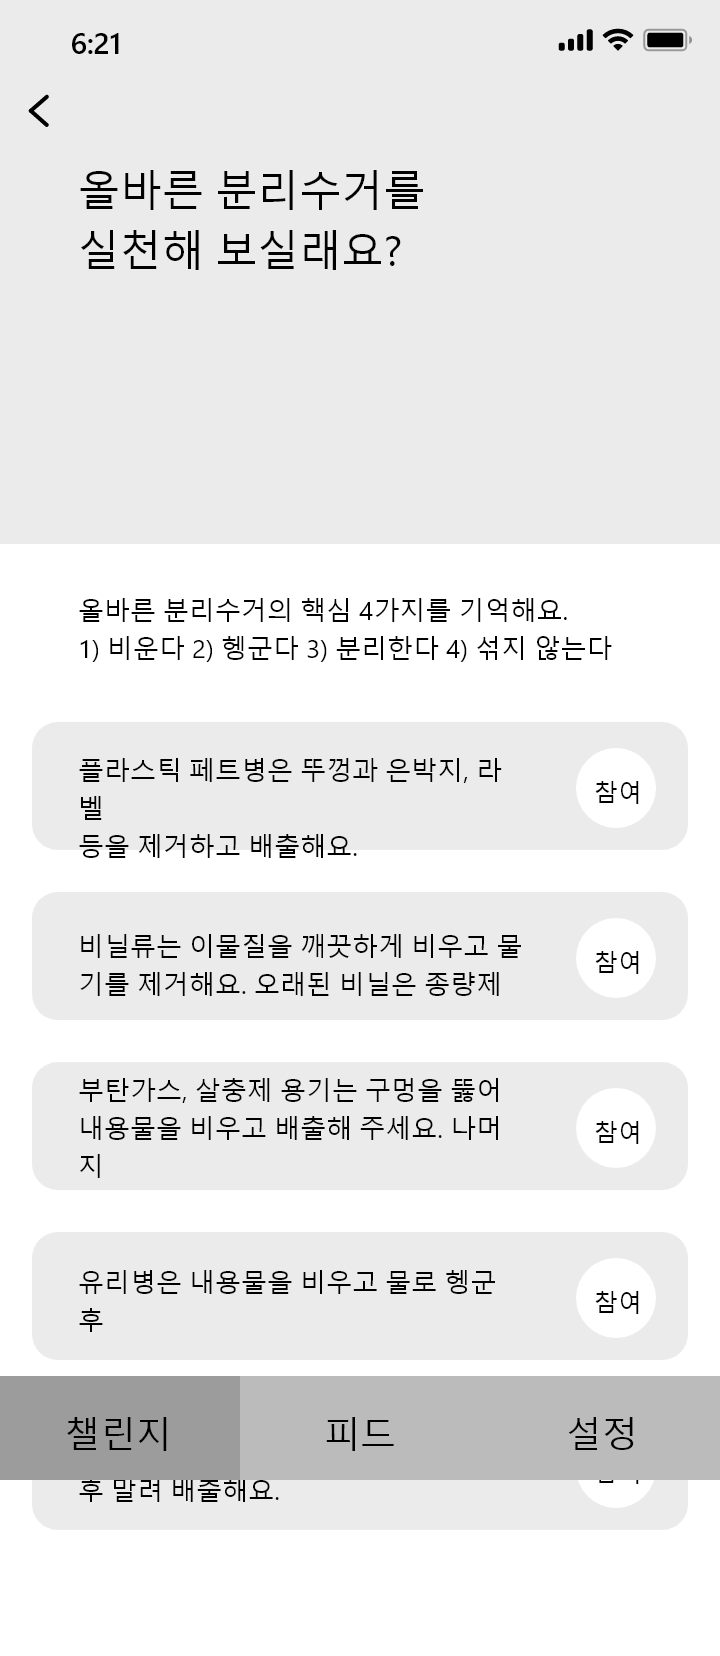 6:21
올바른 분리수거를
실천해 보실래요?
올바른 분리수거의 핵심 4가지를 기억해요.
1) 비운다 2) 헹군다 3) 분리한다 4) 섞지 않는다
플라스틱 페트병은 뚜껑과 은박지, 라
벨
등을 제거하고 배출해요.
참여
비닐류는 이물질을 깨끗하게 비우고 물
기를 제거해요. 오래된 비닐은 종량제
참여
부탄가스, 살충제 용기는 구멍을 뚫어
내용물을 비우고 배출해 주세요. 나머
지
참여
유리병은 내용물을 비우고 물로 헹군
후
참여
챌린지 피드 설정
후 말려 배출해요.